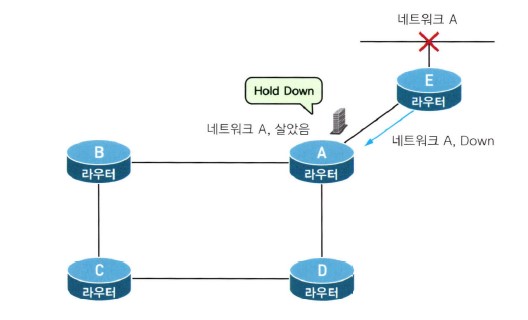 네트워크 A
E
라우터
Hold Down
네트워크 A, 살았음
네트워크 A, Down
B
라우터
A
라우터
C
라우터
D
라우터